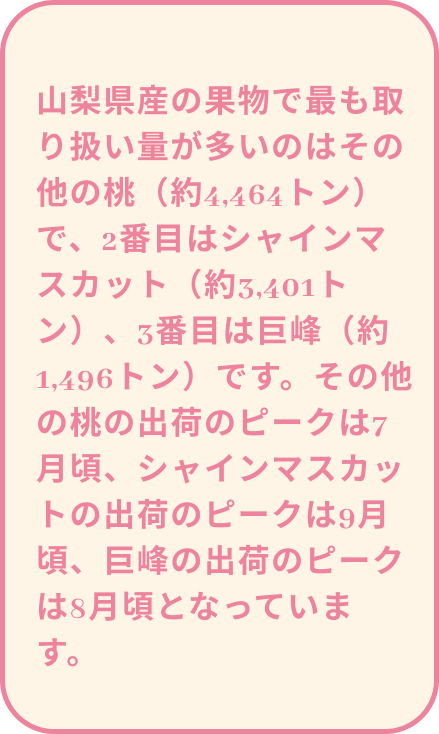 山梨県産の果物で最も取
り扱い量が多いのはその
他の桃（約4,464トン）
で、2番目はシャインマ
スカット（約3,401ト
ン）、3番目は巨峰（約
1,496トン）です。その他
の桃の出荷のピークは7
月頃、シャインマスカッ
トの出荷のピークは9月
頃、巨峰の出荷のピーク
は8月頃となっていま
す。